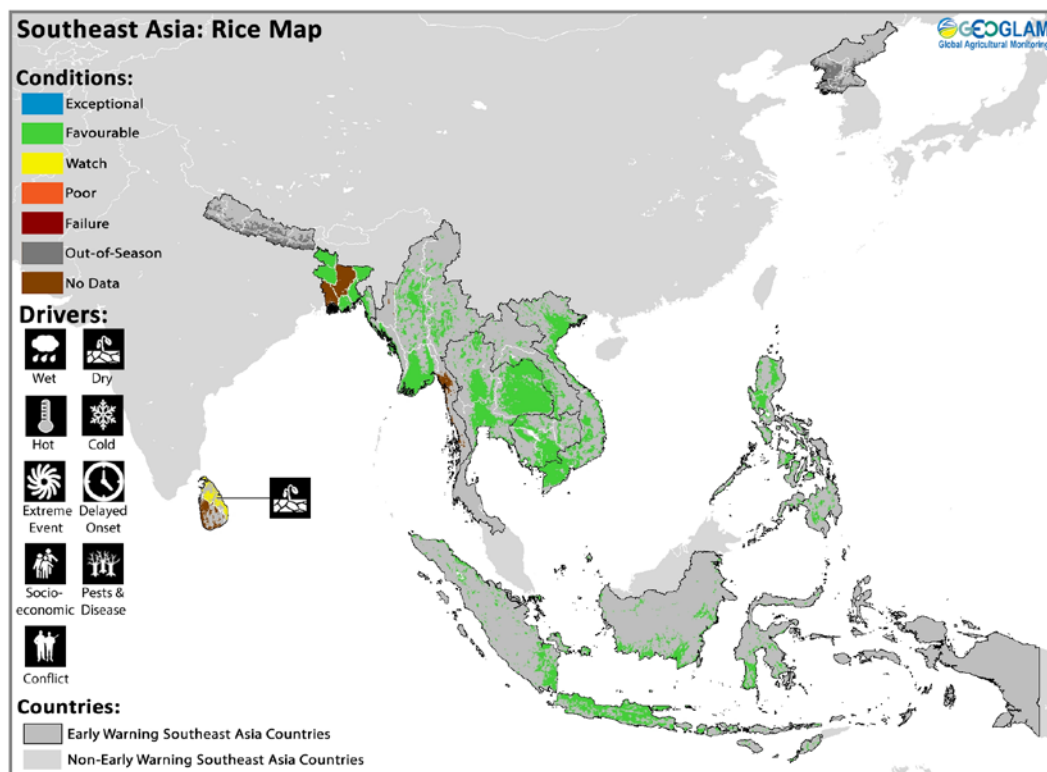 Southeast Asia: Rice Map
GEOGLAM
Global Agricultural Monitoring
Conditions:
Exceptional
Favourable
Watch
Poor
Failure
Out-of-Season
No Data
Drivers:
Wet
Dry
Hot
Cold
Extreme
Event
Delayed
Onset
Socio-
economic
Pests &
Disease
Conflict
Countries:
Early Warning Southeast Asia Countries
Non-Early Warning Southeast Asia Countries